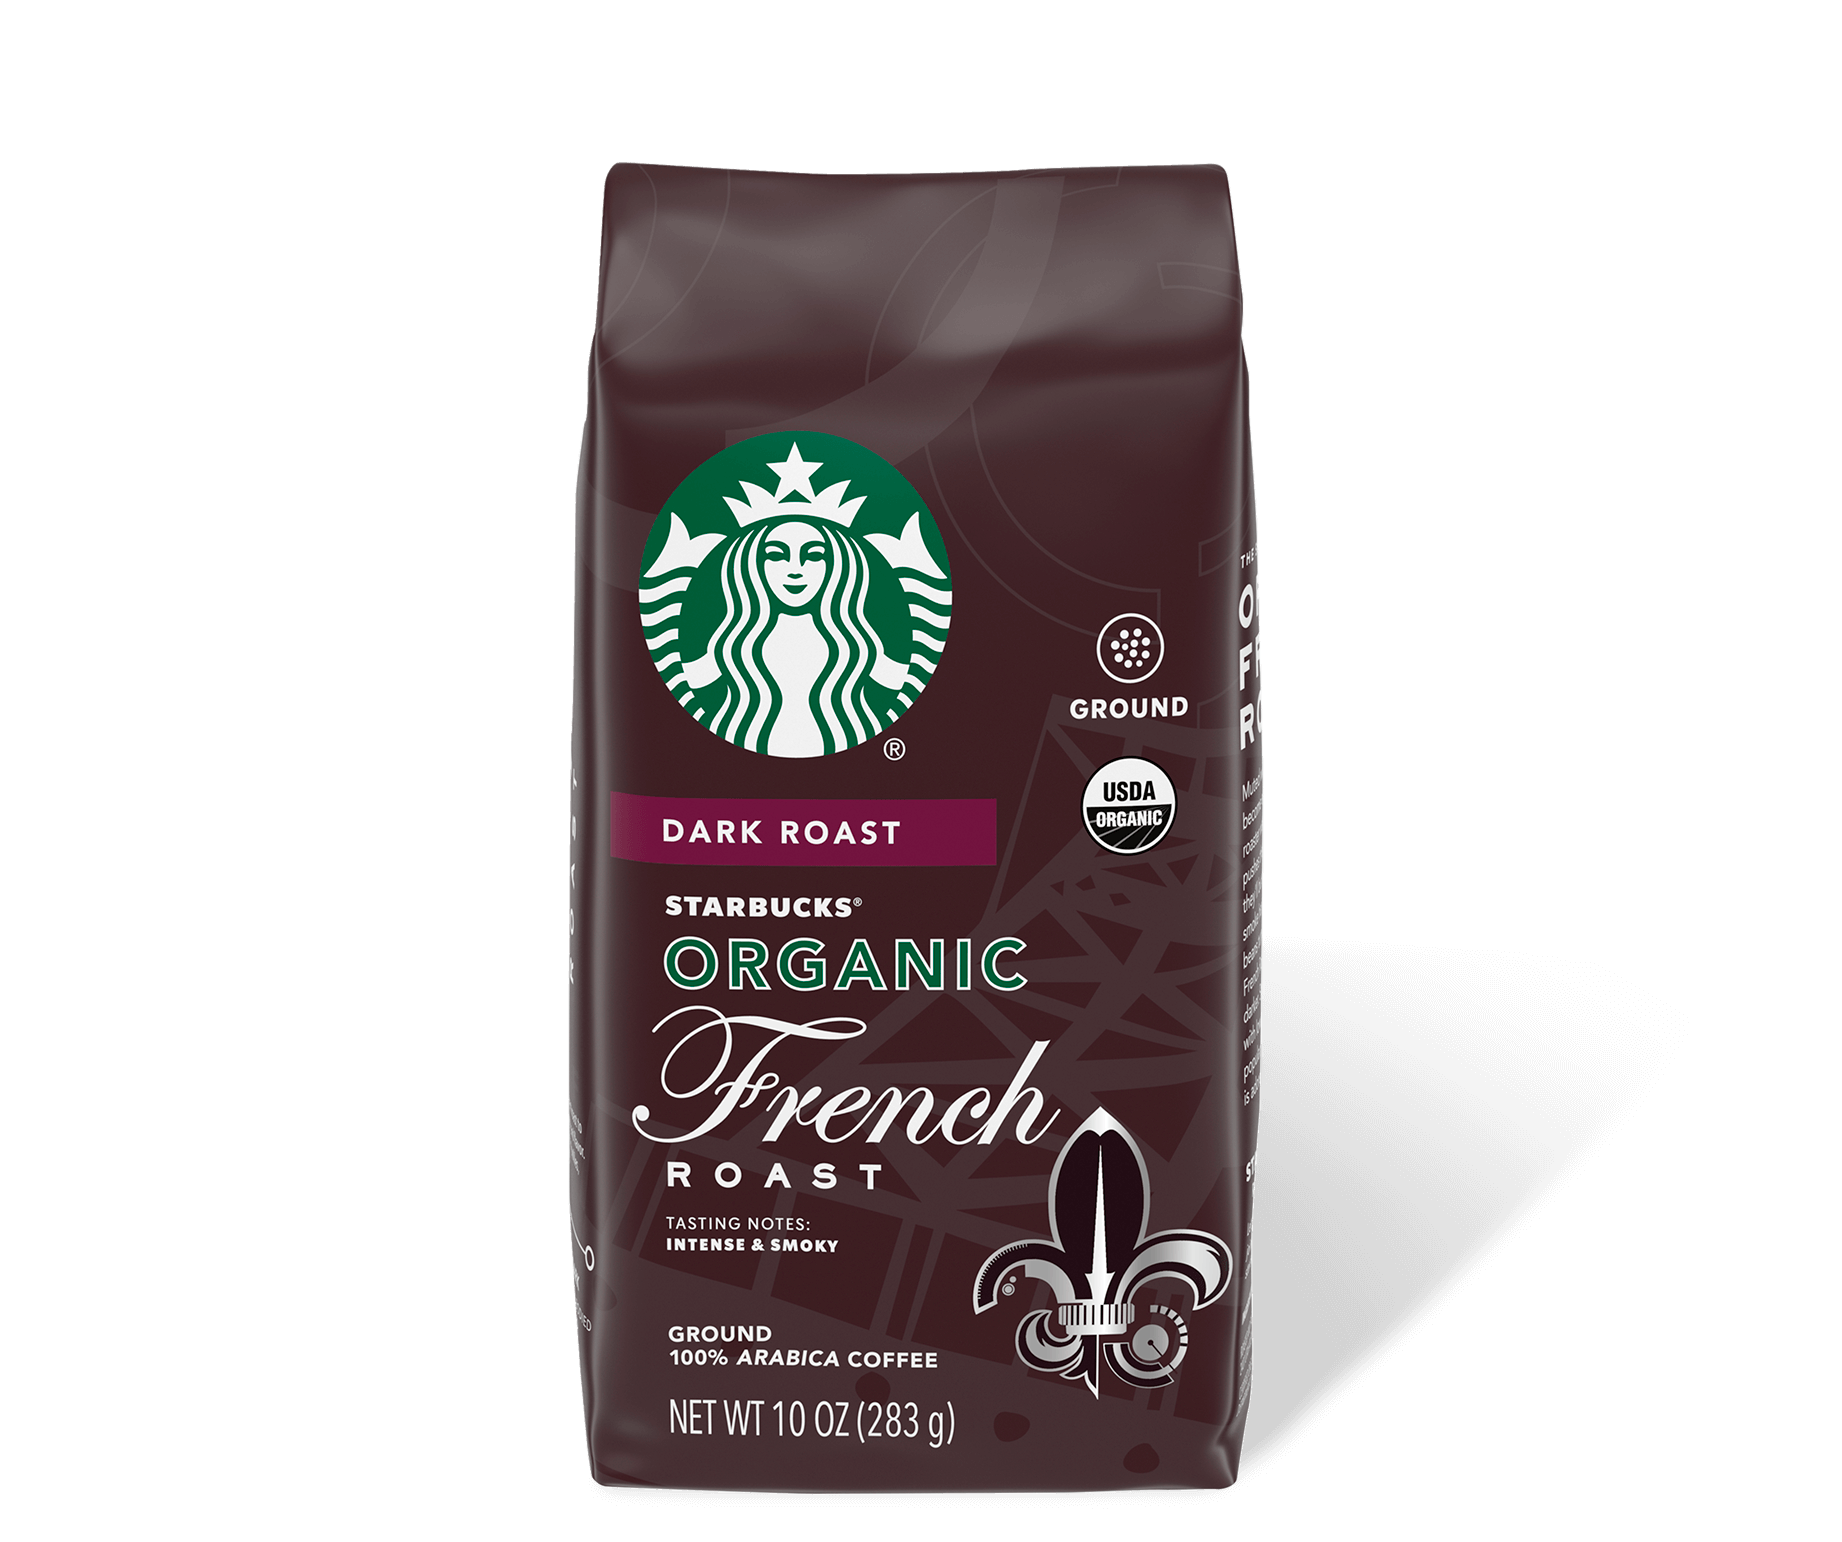 GROUND
USDA
ORGANIC
®
DARK ROAST
STARBUCKS®
ORGANIC
French
ROAST
TASTING NOTES:
INTENSE & SMOKY
GROUND
100% ARABICA COFFEE
NET WT 10 OZ (283 g)
ROAST